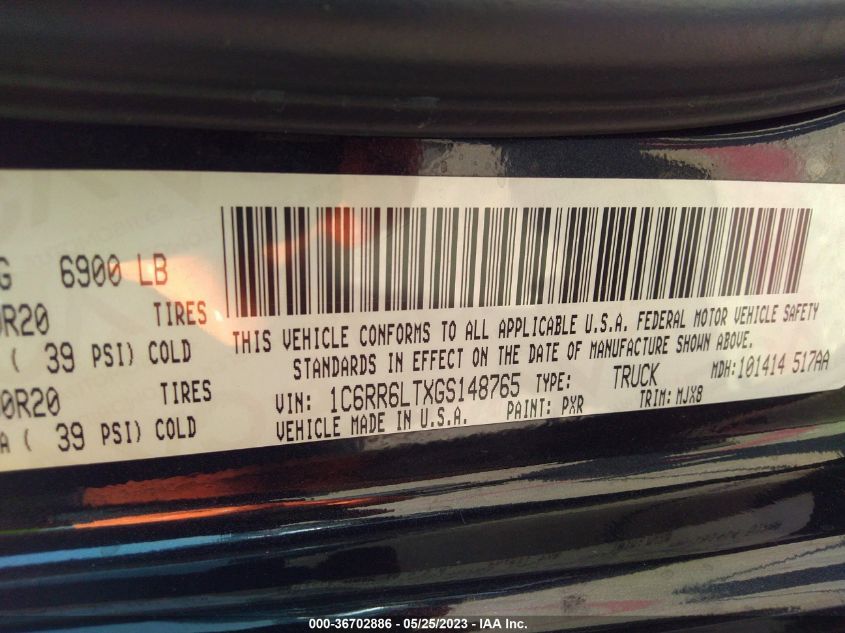 G 6900 LB
0R20 TIRES
( 39 PSI) COLD
0R20 TIRES
A ( 39 PSI) COLD
THIS VEHICLE CONFORMS TO ALL APPLICABLE U.S.A. FEDERAL MOTOR VEHICLE SAFETY
STANDARDS IN EFFECT ON THE DATE OF MANUFACTURE SHOWN ABOVE.
MDH: 101414 517AA
VIN: 1C6RR6LTXGS148765 TYPE: TRUCK
VEHICLE MADE IN U.S.A. PAINT: PXR TRIM: MJX8
000-36702886 - 05/25/2023 - IAA Inc.